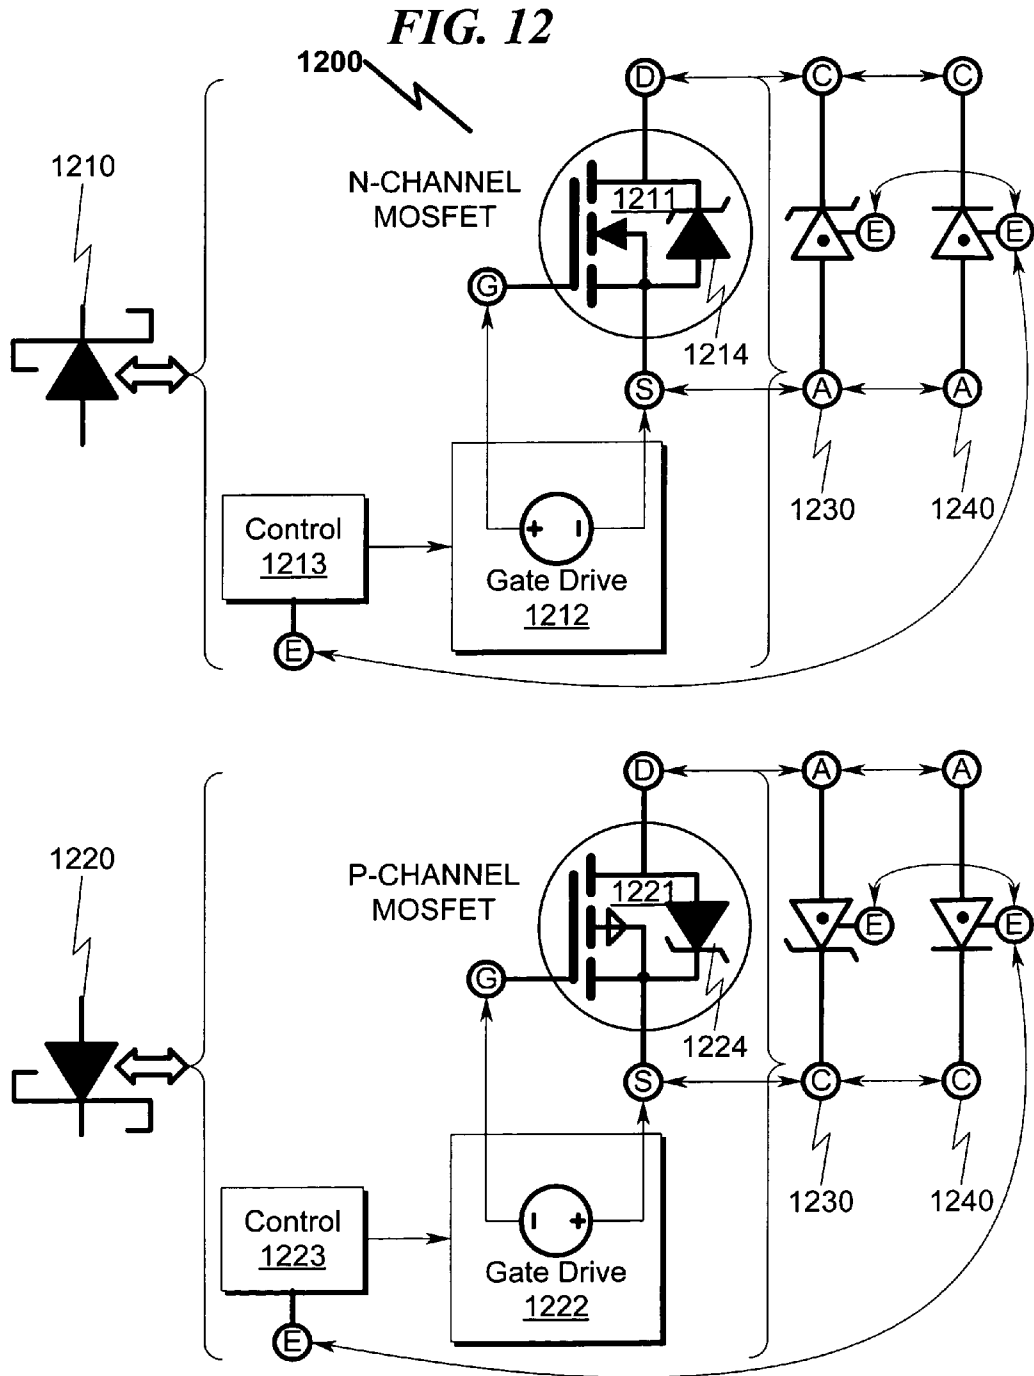 FIG. 12
1200
D
C
C
1210
N-CHANNEL
MOSFET
1211
E
E
G
1214
S
A
A
1230
1240
+ -
Control
1213
Gate Drive
1212
E
D
A
A
1220
P-CHANNEL
MOSFET
1221
E
E
G
1224
S
C
C
1230
1240
- +
Control
1223
Gate Drive
1222
E